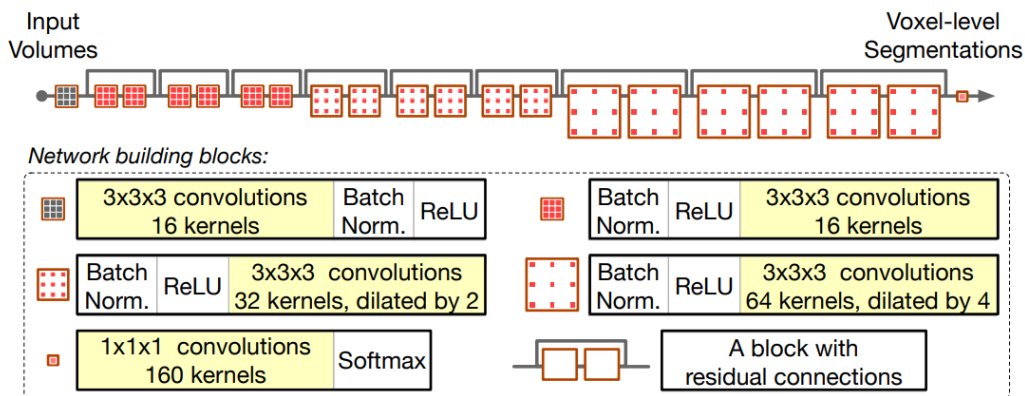 Input
Volumes
Voxel-level
Segmentations
Network building blocks:
3x3x3 convolutions
16 kernels
Batch
Norm.
ReLU
Batch
Norm.
ReLU
3x3x3 convolutions
16 kernels
Batch
Norm.
ReLU
3x3x3 convolutions
32 kernels, dilated by 2
Batch
Norm.
ReLU
3x3x3 convolutions
64 kernels, dilated by 4
1x1x1 convolutions
160 kernels
Softmax
A block with
residual connections